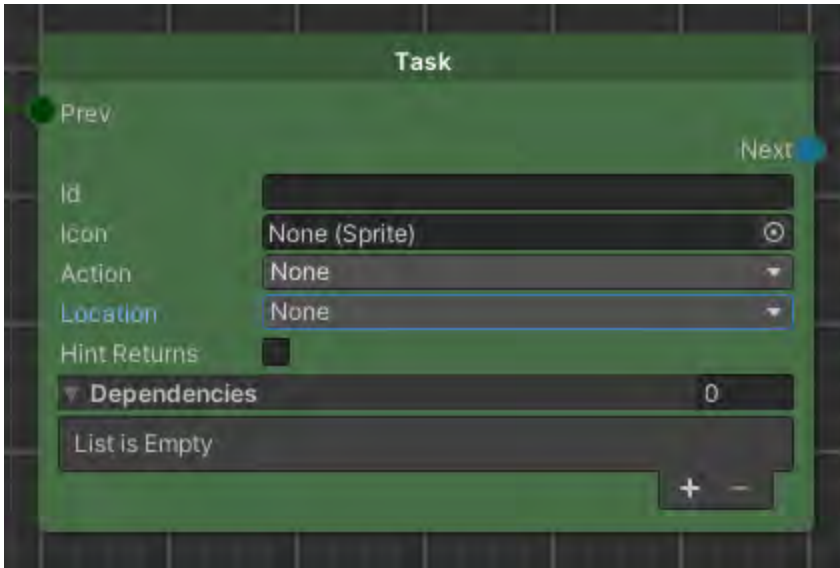 Task
Prev
Next
Id
Icon None (Sprite)
Action None
Location None
Hint Returns
Dependencies 0
List is Empty
+ −